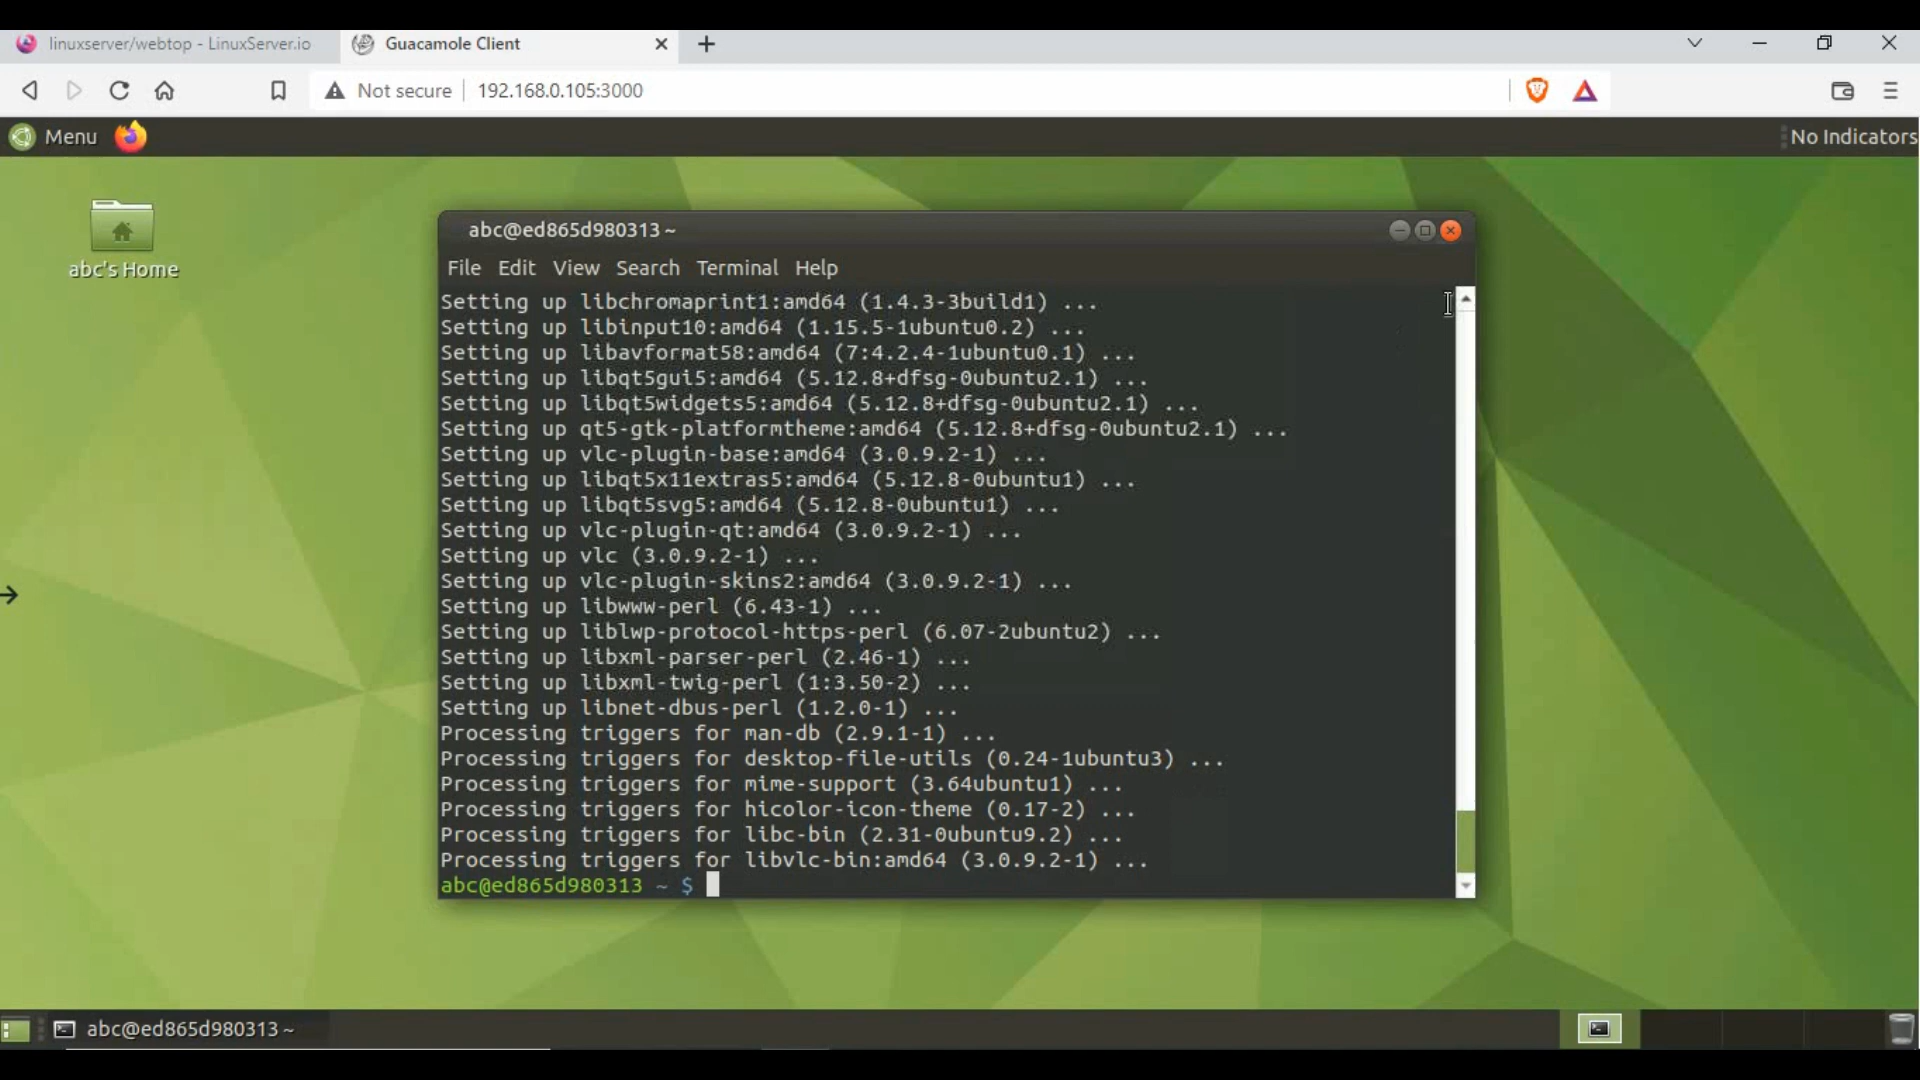 linuxserver/webtop - LinuxServer.io
Guacamole Client
Not secure
192.168.0.105:3000
Menu
No Indicators
abc's Home
abc@ed865d980313 ~
File Edit View Search Terminal Help
Setting up libchromaprint1:amd64 (1.4.3-3build1) ...
Setting up libinput10:amd64 (1.15.5-1ubuntu0.2) ...
Setting up libavformat58:amd64 (7:4.2.4-1ubuntu0.1) ...
Setting up libqt5gui5:amd64 (5.12.8+dfsg-0ubuntu2.1) ...
Setting up libqt5widgets5:amd64 (5.12.8+dfsg-0ubuntu2.1) ...
Setting up qt5-gtk-platformtheme:amd64 (5.12.8+dfsg-0ubuntu2.1) ...
Setting up vlc-plugin-base:amd64 (3.0.9.2-1) ...
Setting up libqt5x11extras5:amd64 (5.12.8-0ubuntu1) ...
Setting up libqt5svg5:amd64 (5.12.8-0ubuntu1) ...
Setting up vlc-plugin-qt:amd64 (3.0.9.2-1) ...
Setting up vlc (3.0.9.2-1) ...
Setting up vlc-plugin-skins2:amd64 (3.0.9.2-1) ...
Setting up libwww-perl (6.43-1) ...
Setting up liblwp-protocol-https-perl (6.07-2ubuntu2) ...
Setting up libxml-parser-perl (2.46-1) ...
Setting up libxml-twig-perl (1:3.50-2) ...
Setting up libnet-dbus-perl (1.2.0-1) ...
Processing triggers for man-db (2.9.1-1) ...
Processing triggers for desktop-file-utils (0.24-1ubuntu3) ...
Processing triggers for mime-support (3.64ubuntu1) ...
Processing triggers for hicolor-icon-theme (0.17-2) ...
Processing triggers for libc-bin (2.31-0ubuntu9.2) ...
Processing triggers for libvlc-bin:amd64 (3.0.9.2-1) ...
abc@ed865d980313 ~ $
abc@ed865d980313 ~